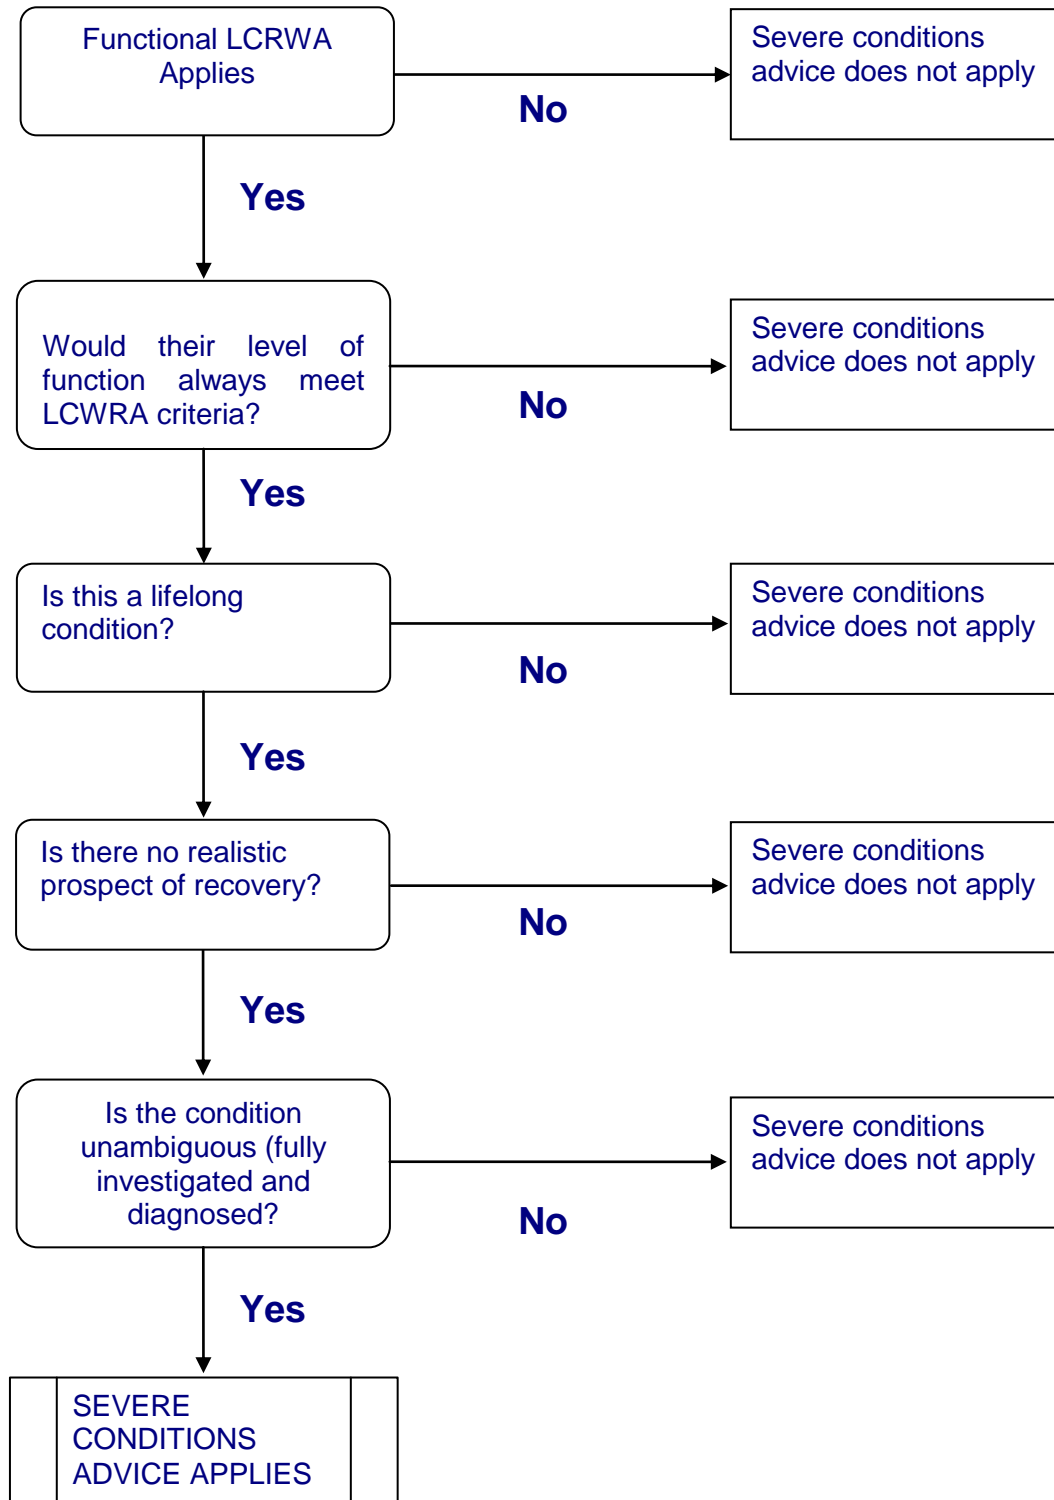 Functional LCRWA
Applies
Severe conditions
advice does not apply
No
Yes
Would their level of
function always meet
LCWRA criteria?
Severe conditions
advice does not apply
No
Yes
Is this a lifelong
condition?
Severe conditions
advice does not apply
No
Yes
Is there no realistic
prospect of recovery?
Severe conditions
advice does not apply
No
Yes
Is the condition
unambiguous (fully
investigated and
diagnosed?
Severe conditions
advice does not apply
No
Yes
SEVERE
CONDITIONS
ADVICE APPLIES